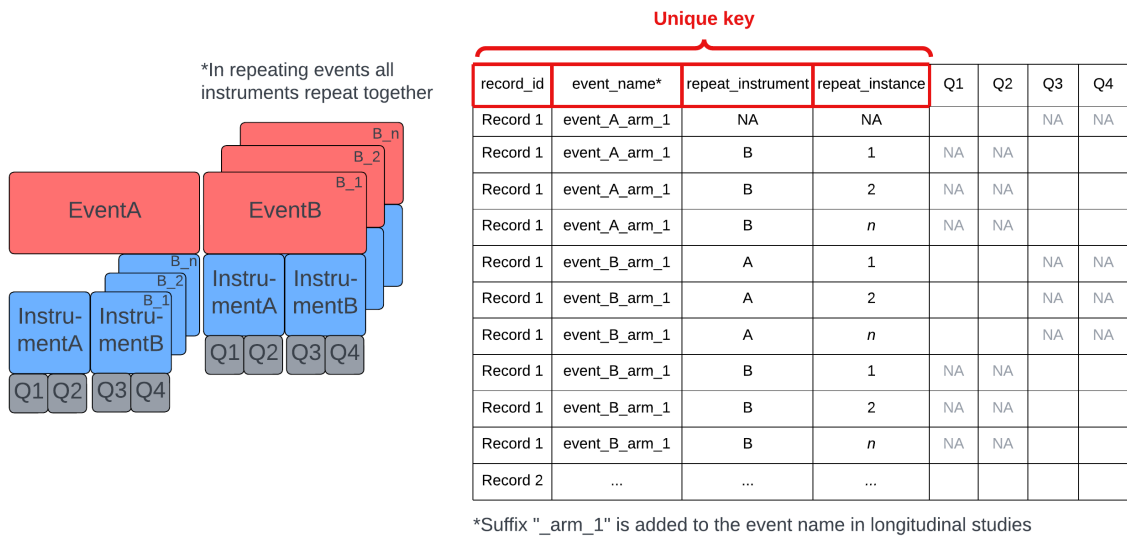 *In repeating events all
instruments repeat together
B_n
B_2
B_1
EventA
EventB
B_n
B_2
B_1
Instru-
mentA
Instru-
mentB
Instru-
mentA
Instru-
mentB
Q1 Q2 Q3 Q4
Q1 Q2 Q3 Q4
Unique key
record_id event_name* repeat_instrument repeat_instance Q1 Q2 Q3 Q4
Record 1 event_A_arm_1 NA NA NA NA
Record 1 event_A_arm_1 B 1 NA NA
Record 1 event_A_arm_1 B 2 NA NA
Record 1 event_A_arm_1 B n NA NA
Record 1 event_B_arm_1 A 1 NA NA
Record 1 event_B_arm_1 A 2 NA NA
Record 1 event_B_arm_1 A n NA NA
Record 1 event_B_arm_1 B 1 NA NA
Record 1 event_B_arm_1 B 2 NA NA
Record 1 event_B_arm_1 B n NA NA
Record 2 ... ... ...
*Suffix "_arm_1" is added to the event name in longitudinal studies